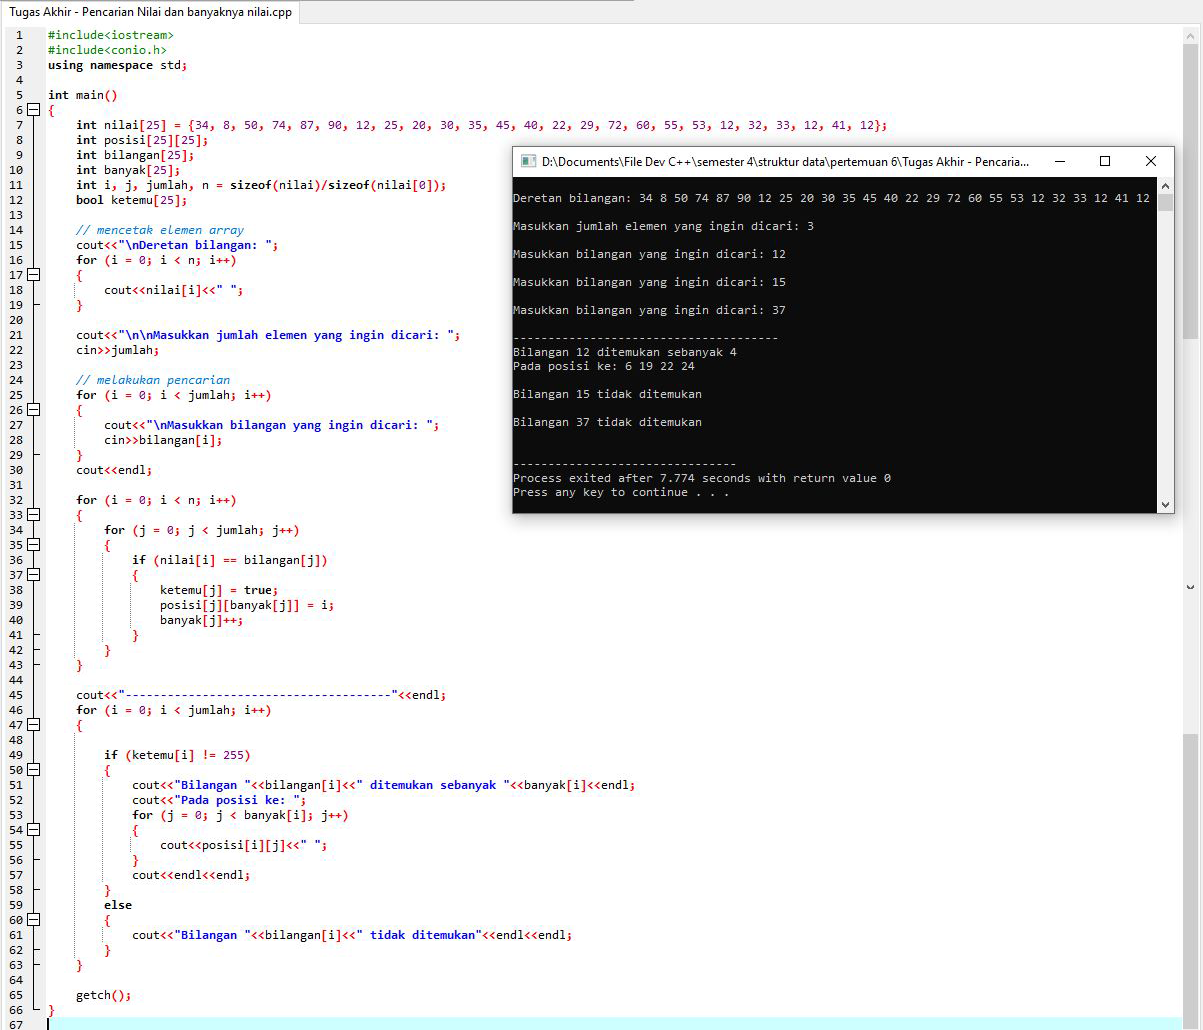 Tugas Akhir - Pencarian Nilai dan banyaknya nilai.cpp
1 #include<iostream>
2 #include<conio.h>
3 using namespace std;
4
5 int main()
6 {
7 int nilai[25] = {34, 8, 50, 74, 87, 90, 12, 25, 20, 30, 35, 45, 40, 22, 29, 72, 60, 55, 53, 12, 32, 33, 12, 41, 12};
8 int posisi[25][25];
9 int bilangan[25];
10 int banyak[25];
11 int i, j, jumlah, n = sizeof(nilai)/sizeof(nilai[0]);
12 bool ketemu[25];
13
14 // mencetak elemen array
15 cout<<"\nDeretan bilangan: ";
16 for (i = 0; i < n; i++)
17 {
18 cout<<nilai[i]<<" ";
19 }
20
21 cout<<"\n\nMasukkan jumlah elemen yang ingin dicari: ";
22 cin>>jumlah;
23
24 // melakukan pencarian
25 for (i = 0; i < jumlah; i++)
26 {
27 cout<<"\nMasukkan bilangan yang ingin dicari: ";
28 cin>>bilangan[i];
29 }
30 cout<<endl;
31
32 for (i = 0; i < n; i++)
33 {
34 for (j = 0; j < jumlah; j++)
35 {
36 if (nilai[i] == bilangan[j])
37 {
38 ketemu[j] = true;
39 posisi[j][banyak[j]] = i;
40 banyak[j]++;
41 }
42 }
43 }
44
45 cout<<"--------------------------------------"<<endl;
46 for (i = 0; i < jumlah; i++)
47 {
48
49 if (ketemu[i] != 255)
50 {
51 cout<<"Bilangan "<<bilangan[i]<<" ditemukan sebanyak "<<banyak[i]<<endl;
52 cout<<"Pada posisi ke: ";
53 for (j = 0; j < banyak[i]; j++)
54 {
55 cout<<posisi[i][j]<<" ";
56 }
57 cout<<endl<<endl;
58 }
59 else
60 {
61 cout<<"Bilangan "<<bilangan[i]<<" tidak ditemukan"<<endl<<endl;
62 }
63 }
64
65 getch();
66 }
67
D:\Documents\File Dev C++\semester 4\struktur data\pertemuan 6\Tugas Akhir - Pencaria...
Deretan bilangan: 34 8 50 74 87 90 12 25 20 30 35 45 40 22 29 72 60 55 53 12 32 33 12 41 12
Masukkan jumlah elemen yang ingin dicari: 3
Masukkan bilangan yang ingin dicari: 12
Masukkan bilangan yang ingin dicari: 15
Masukkan bilangan yang ingin dicari: 37
--------------------------------------
Bilangan 12 ditemukan sebanyak 4
Pada posisi ke: 6 19 22 24
Bilangan 15 tidak ditemukan
Bilangan 37 tidak ditemukan
--------------------------------
Process exited after 7.774 seconds with return value 0
Press any key to continue . . .